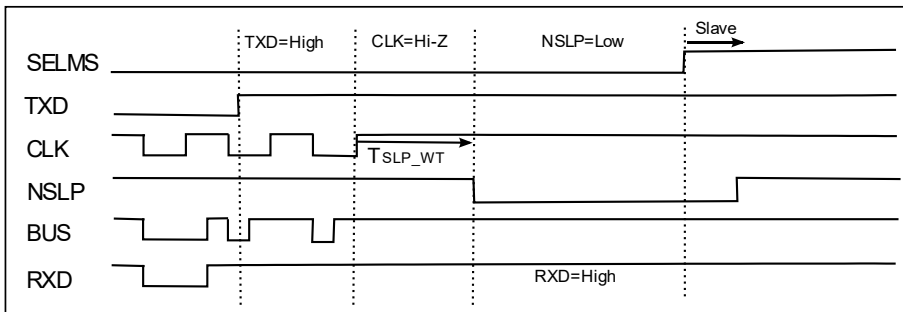 Slave
TXD=High CLK=Hi-Z NSLP=Low
SELMS
TXD
CLK
TSLP_WT
NSLP
BUS
RXD RXD=High